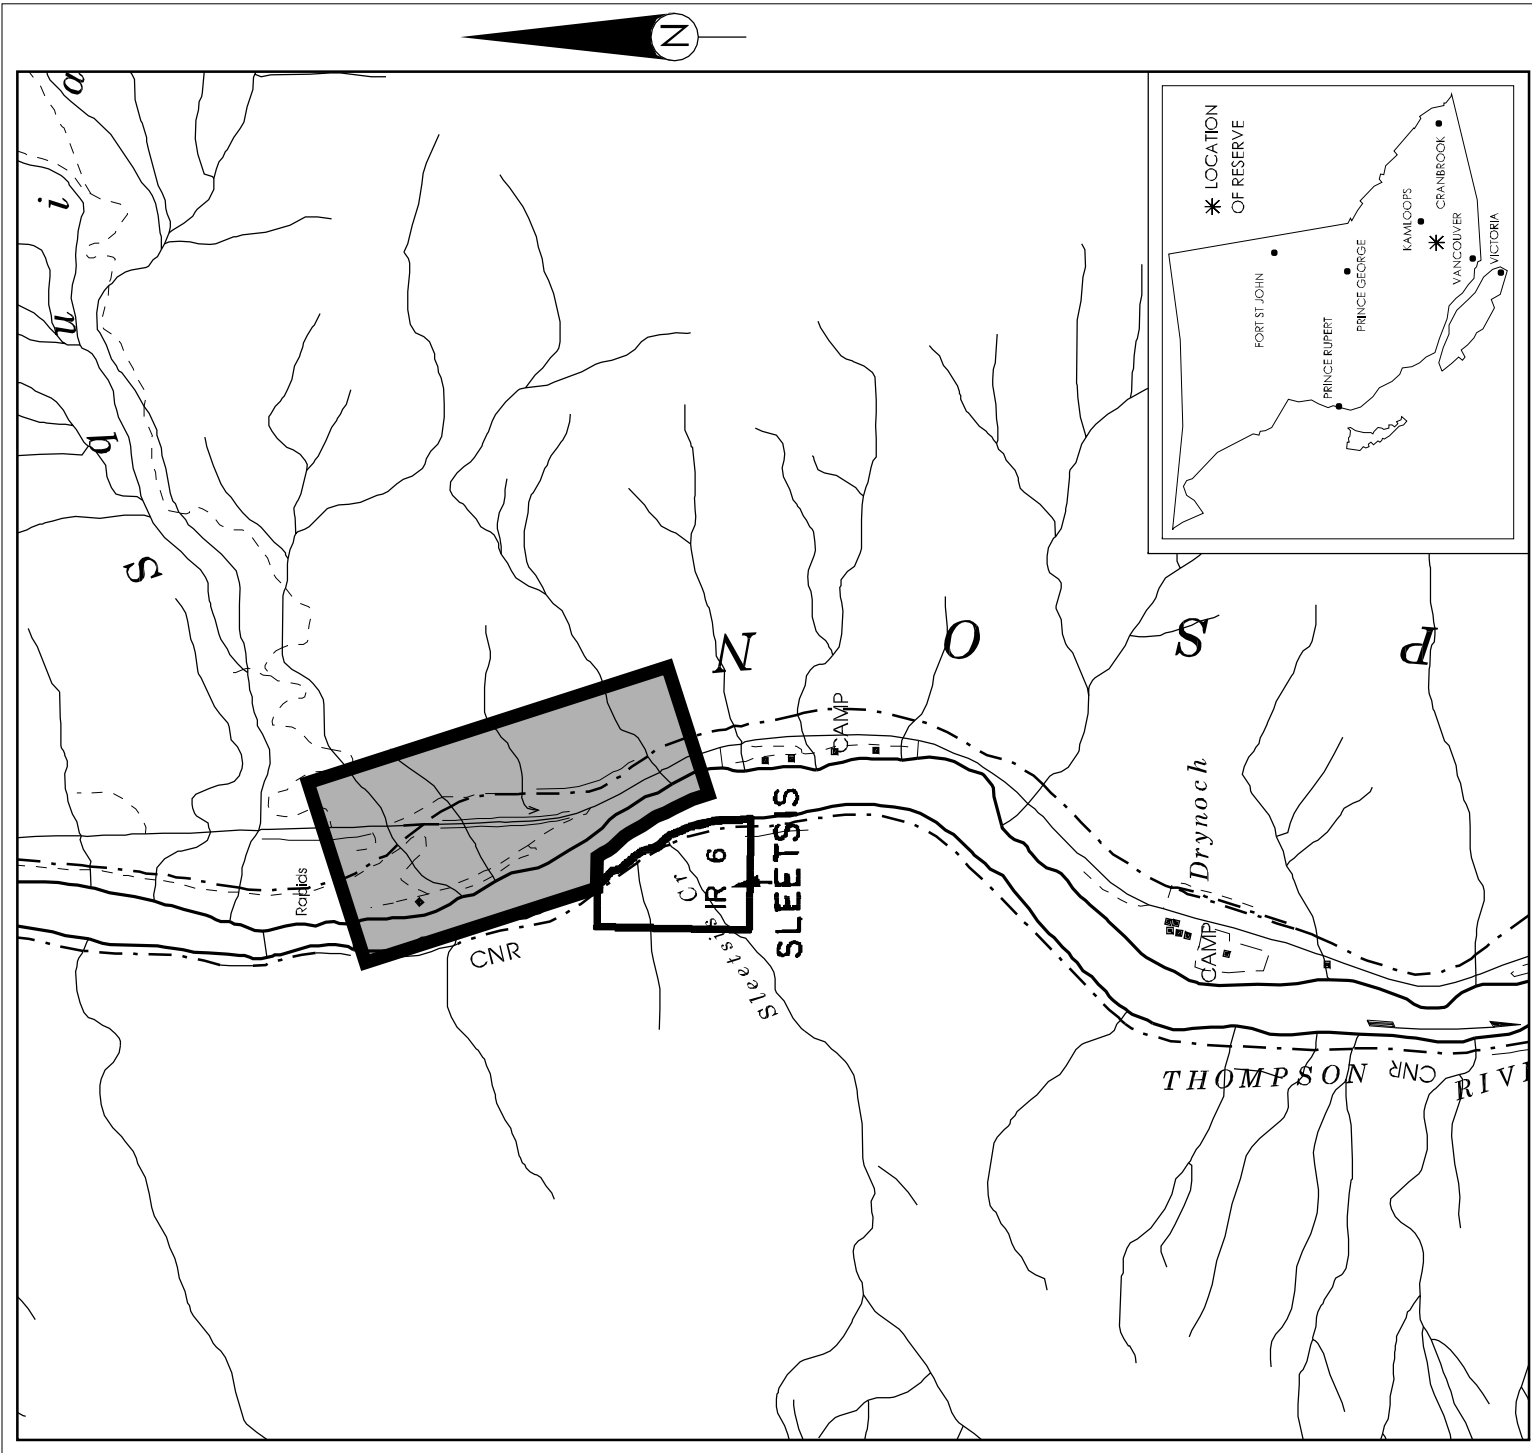 N
S q u i a
N O S P
Rapids
CNR
IR 6
SLEETSIS
Sleetsis Cr
CAMP
Drynoch
CAMP
THOMPSON
CNR
LOCATION
OF RESERVE
FORT ST JOHN
PRINCE GEORGE
PRINCE RUPERT
KAMLOOPS
CRANBROOK
VANCOUVER
VICTORIA